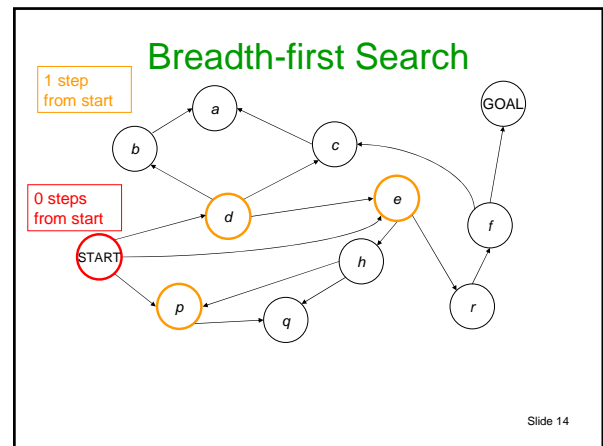 Breadth-first Search
1 step
from start
a
GOAL
b
c
0 steps
from start
d
e
f
START
h
p
q
r
Slide 14